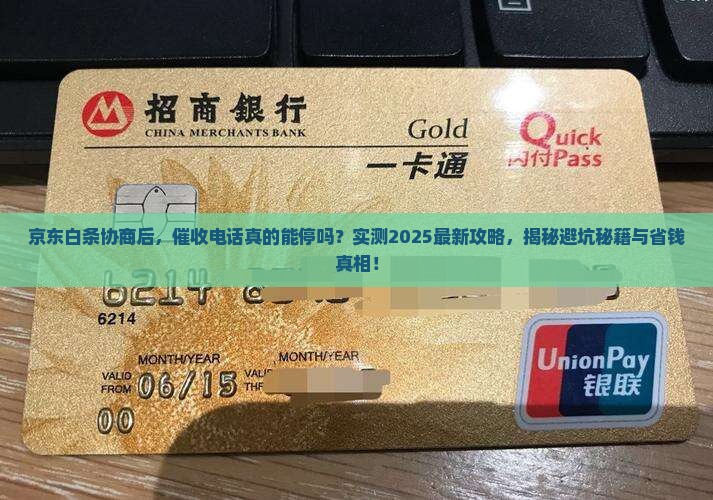 招商銀行
CHINA MERCHANTS BANK
Gold
一卡通
Quick
闪付Pass
京东白条协商后，催收电话真的能停吗？实测2025最新攻略，揭秘避坑秘籍与省钱
真相！
6214
6214
MONTH/YEAR
MONTH/YEAR
VALID
FROM
06/15
00
UnionPay
银联